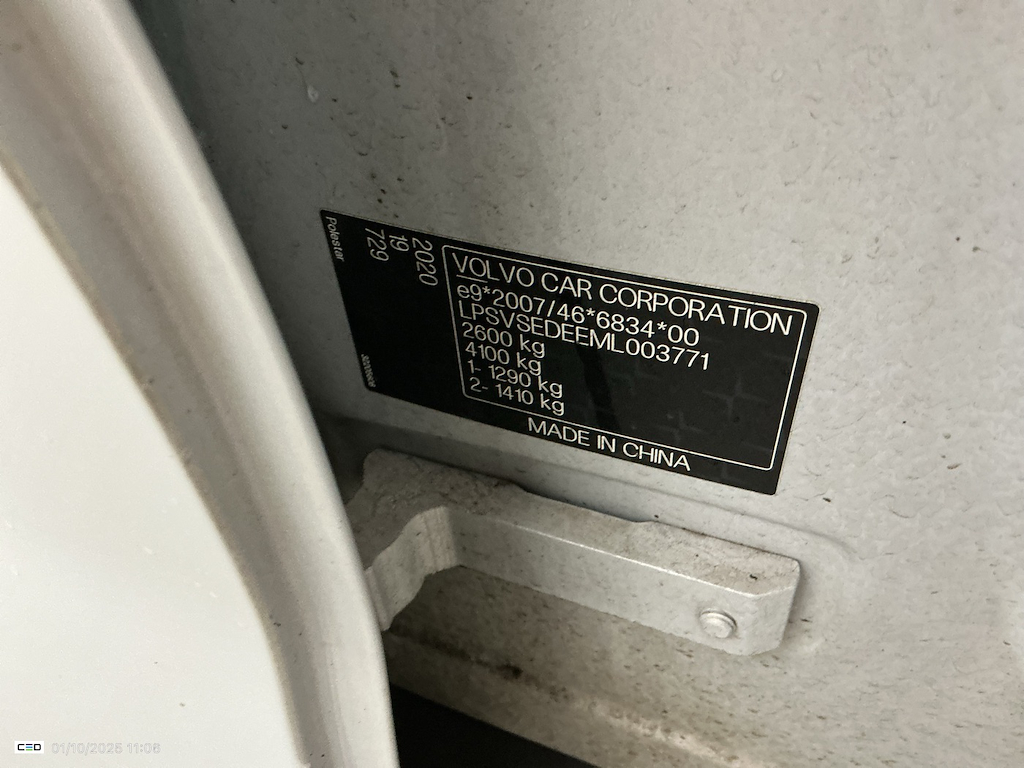 Polestar
2020
19
729
VOLVO CAR CORPORATION
e9*2007/46*6834*00
LPSVSEDEEML003771
2600 kg
4100 kg
1- 1290 kg
2- 1410 kg
MADE IN CHINA
01/10/2025 11:06